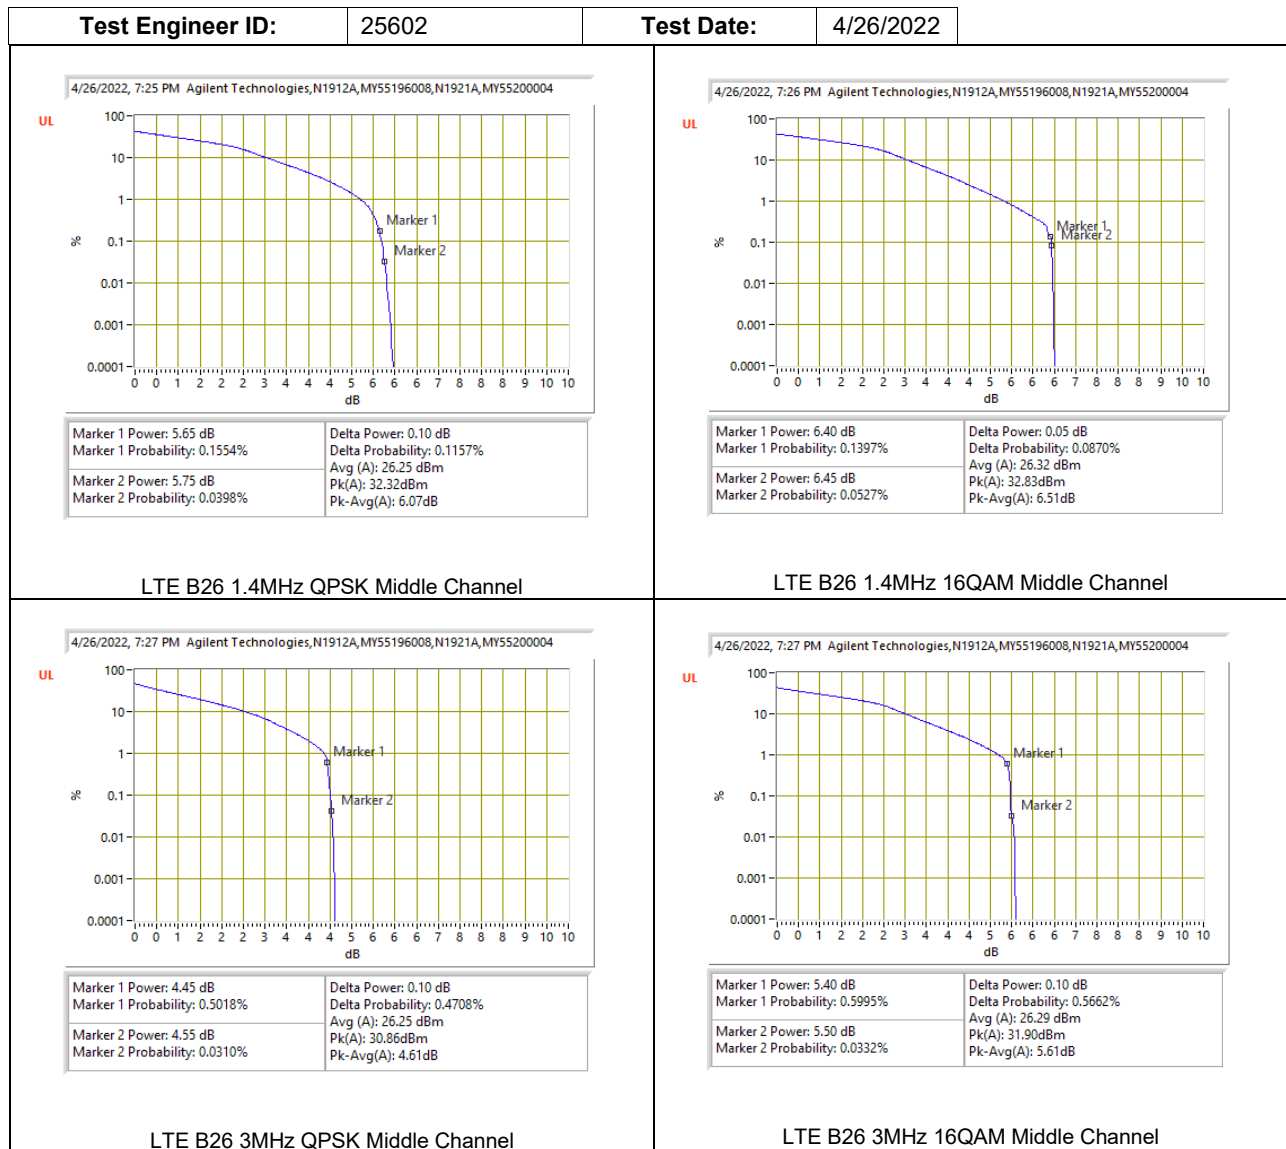 Test Engineer ID: 25602 Test Date: 4/26/2022
4/26/2022, 7:25 PM Agilent Technologies,N1912A,MY55196008,N1921A,MY55200004
UL
100
10
1
0.1
0.01
0.001
0.0001
%
Marker 1
Marker 2
0 0 1 2 2 2 3 4 4 4 5 6 6 6 7 8 8 8 9 10 10
dB
Marker 1 Power: 5.65 dB
Marker 1 Probability: 0.1554%
Marker 2 Power: 5.75 dB
Marker 2 Probability: 0.0398%
Delta Power: 0.10 dB
Delta Probability: 0.1157%
Avg (A): 26.25 dBm
Pk(A): 32.32dBm
Pk-Avg(A): 6.07dB
LTE B26 1.4MHz QPSK Middle Channel
4/26/2022, 7:26 PM Agilent Technologies,N1912A,MY55196008,N1921A,MY55200004
UL
100
10
1
0.1
0.01
0.001
0.0001
%
Marker 1
Marker 2
0 0 1 2 2 2 3 4 4 4 5 6 6 6 7 8 8 8 9 10 10
dB
Marker 1 Power: 6.40 dB
Marker 1 Probability: 0.1397%
Marker 2 Power: 6.45 dB
Marker 2 Probability: 0.0527%
Delta Power: 0.05 dB
Delta Probability: 0.0870%
Avg (A): 26.32 dBm
Pk(A): 32.83dBm
Pk-Avg(A): 6.51dB
LTE B26 1.4MHz 16QAM Middle Channel
4/26/2022, 7:27 PM Agilent Technologies,N1912A,MY55196008,N1921A,MY55200004
UL
100
10
1
0.1
0.01
0.001
0.0001
%
Marker 1
Marker 2
0 0 1 2 2 2 3 4 4 4 5 6 6 6 7 8 8 8 9 10 10
dB
Marker 1 Power: 4.45 dB
Marker 1 Probability: 0.5018%
Marker 2 Power: 4.55 dB
Marker 2 Probability: 0.0310%
Delta Power: 0.10 dB
Delta Probability: 0.4708%
Avg (A): 26.25 dBm
Pk(A): 30.86dBm
Pk-Avg(A): 4.61dB
LTE B26 3MHz QPSK Middle Channel
4/26/2022, 7:27 PM Agilent Technologies,N1912A,MY55196008,N1921A,MY55200004
UL
100
10
1
0.1
0.01
0.001
0.0001
%
Marker 1
Marker 2
0 0 1 2 2 2 3 4 4 4 5 6 6 6 7 8 8 8 9 10 10
dB
Marker 1 Power: 5.40 dB
Marker 1 Probability: 0.5995%
Marker 2 Power: 5.50 dB
Marker 2 Probability: 0.0332%
Delta Power: 0.10 dB
Delta Probability: 0.5662%
Avg (A): 26.29 dBm
Pk(A): 31.90dBm
Pk-Avg(A): 5.61dB
LTE B26 3MHz 16QAM Middle Channel